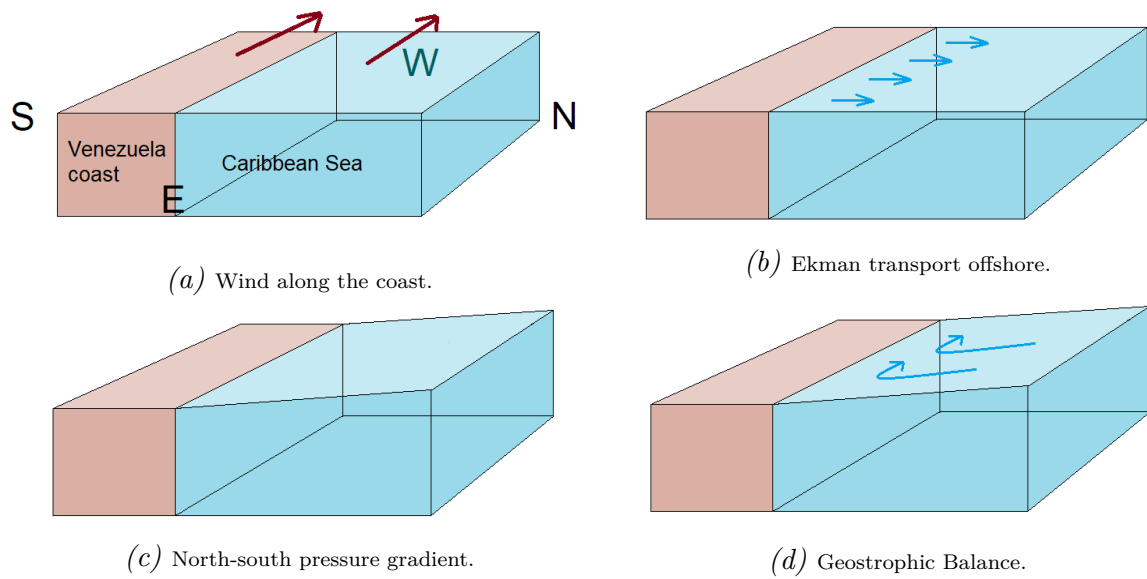 W
S
N
Venezuela
coast
Caribbean Sea
E
(a) Wind along the coast.
(b) Ekman transport offshore.
(c) North-south pressure gradient.
(d) Geostrophic Balance.